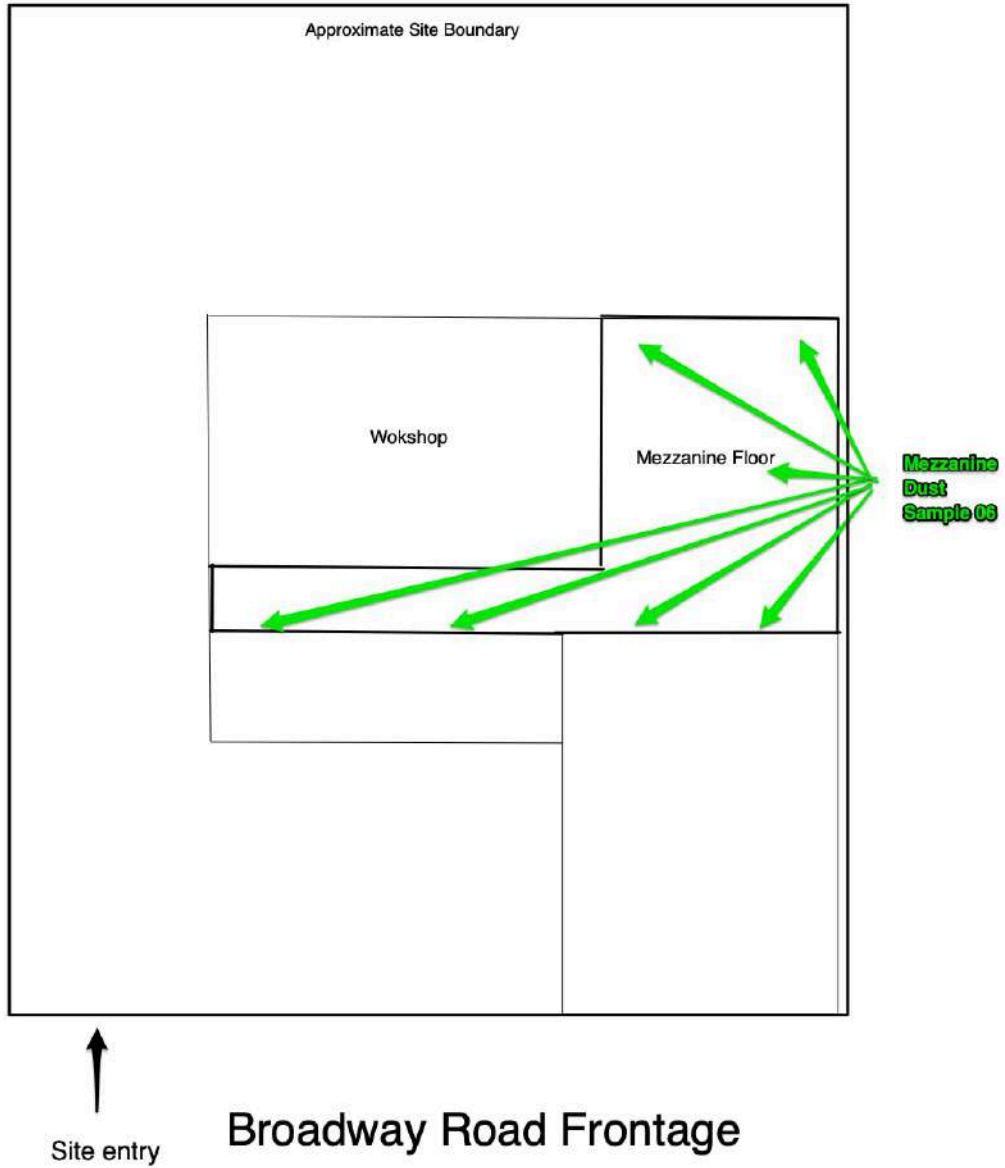 Approximate Site Boundary
Wokshop
Mezzanine Floor
Mezzanine
Dust
Sample 06
Site entry
Broadway Road Frontage